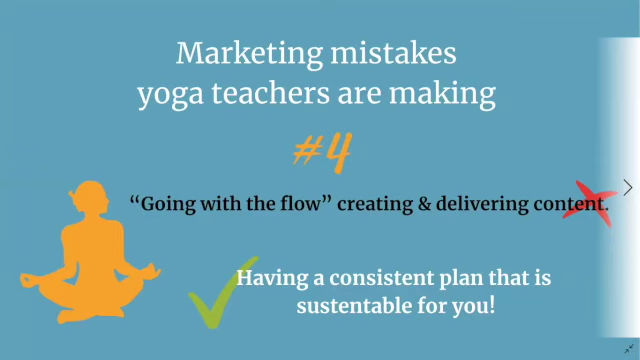 Marketing mistakes
yoga teachers are making
#4
“Going with the flow” creating & delivering content.
Having a consistent plan that is
sustentable for you!